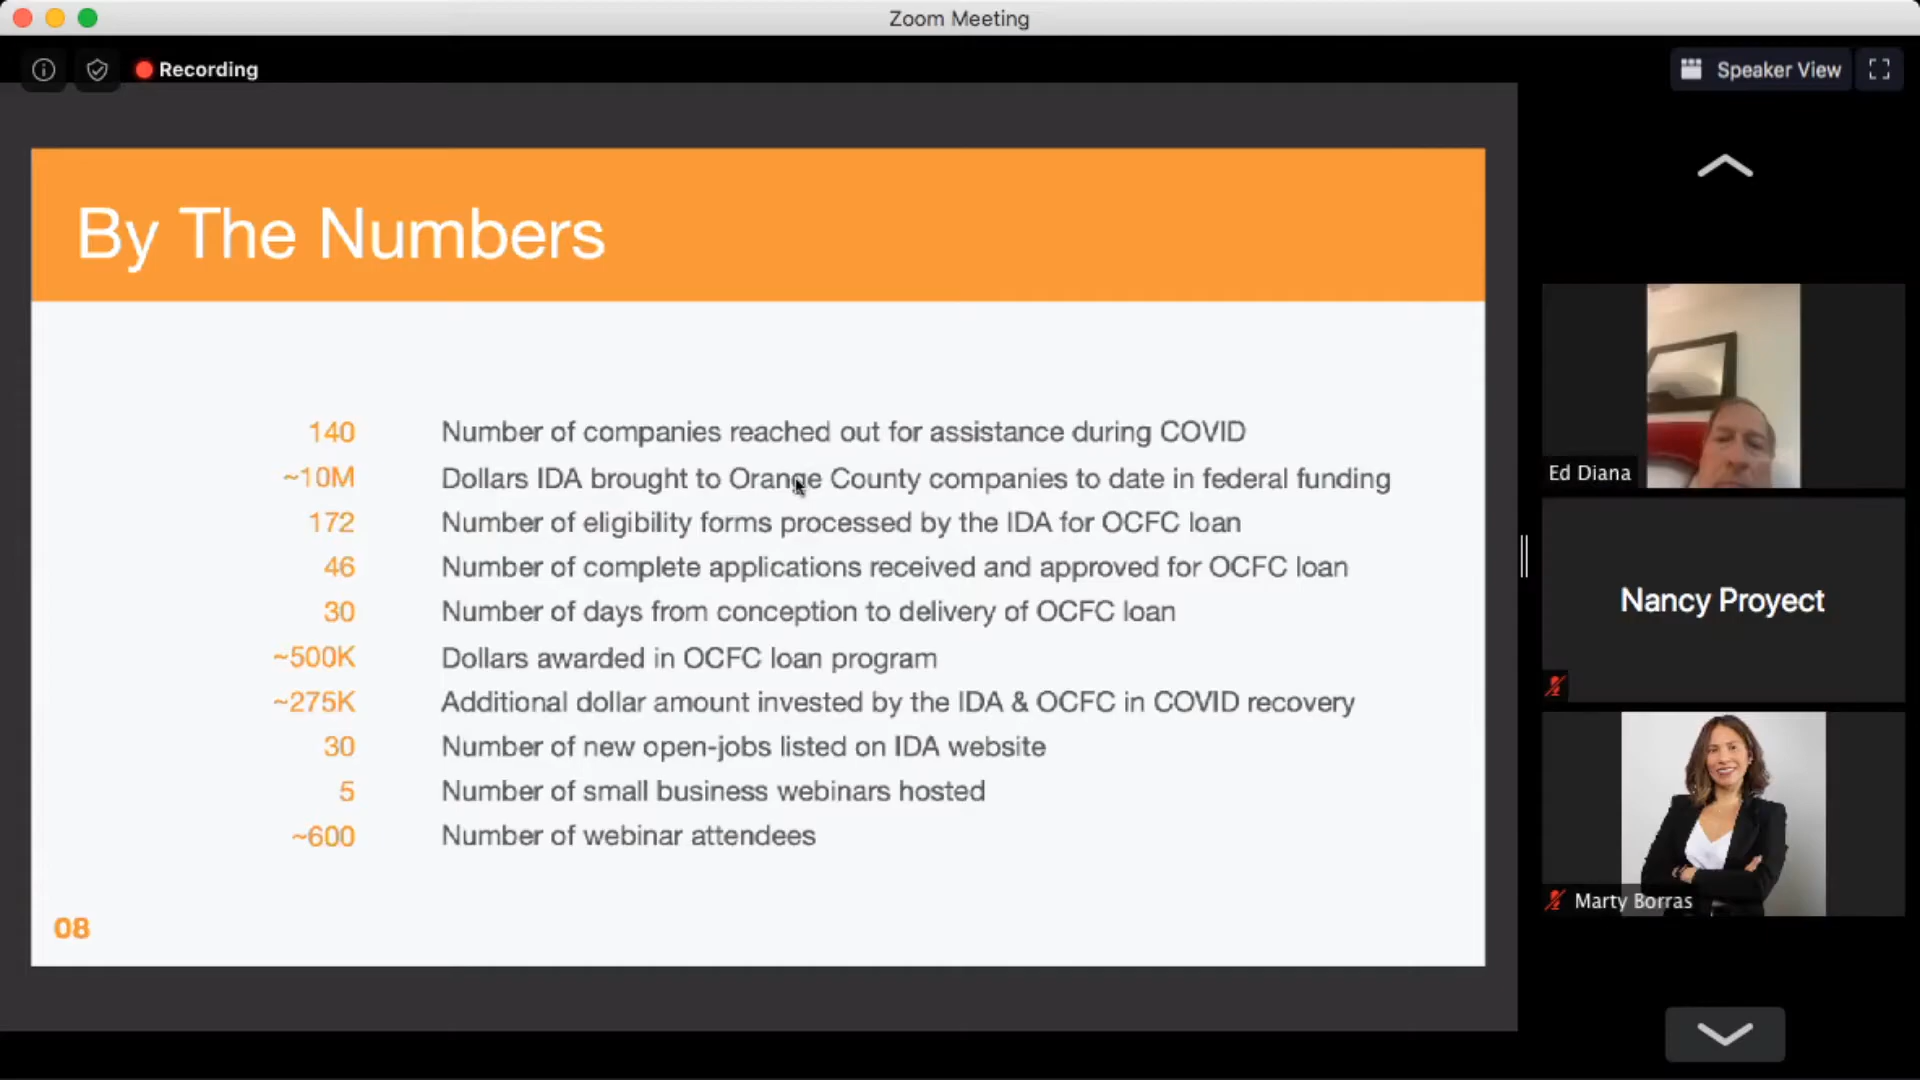 Zoom Meeting
Recording
Speaker View
By The Numbers
140 Number of companies reached out for assistance during COVID
~10M Dollars IDA brought to Orange County companies to date in federal funding
172 Number of eligibility forms processed by the IDA for OCFC loan
46 Number of complete applications received and approved for OCFC loan
30 Number of days from conception to delivery of OCFC loan
~500K Dollars awarded in OCFC loan program
~275K Additional dollar amount invested by the IDA & OCFC in COVID recovery
30 Number of new open-jobs listed on IDA website
5 Number of small business webinars hosted
~600 Number of webinar attendees
08
Ed Diana
Nancy Proyect
Marty Borras